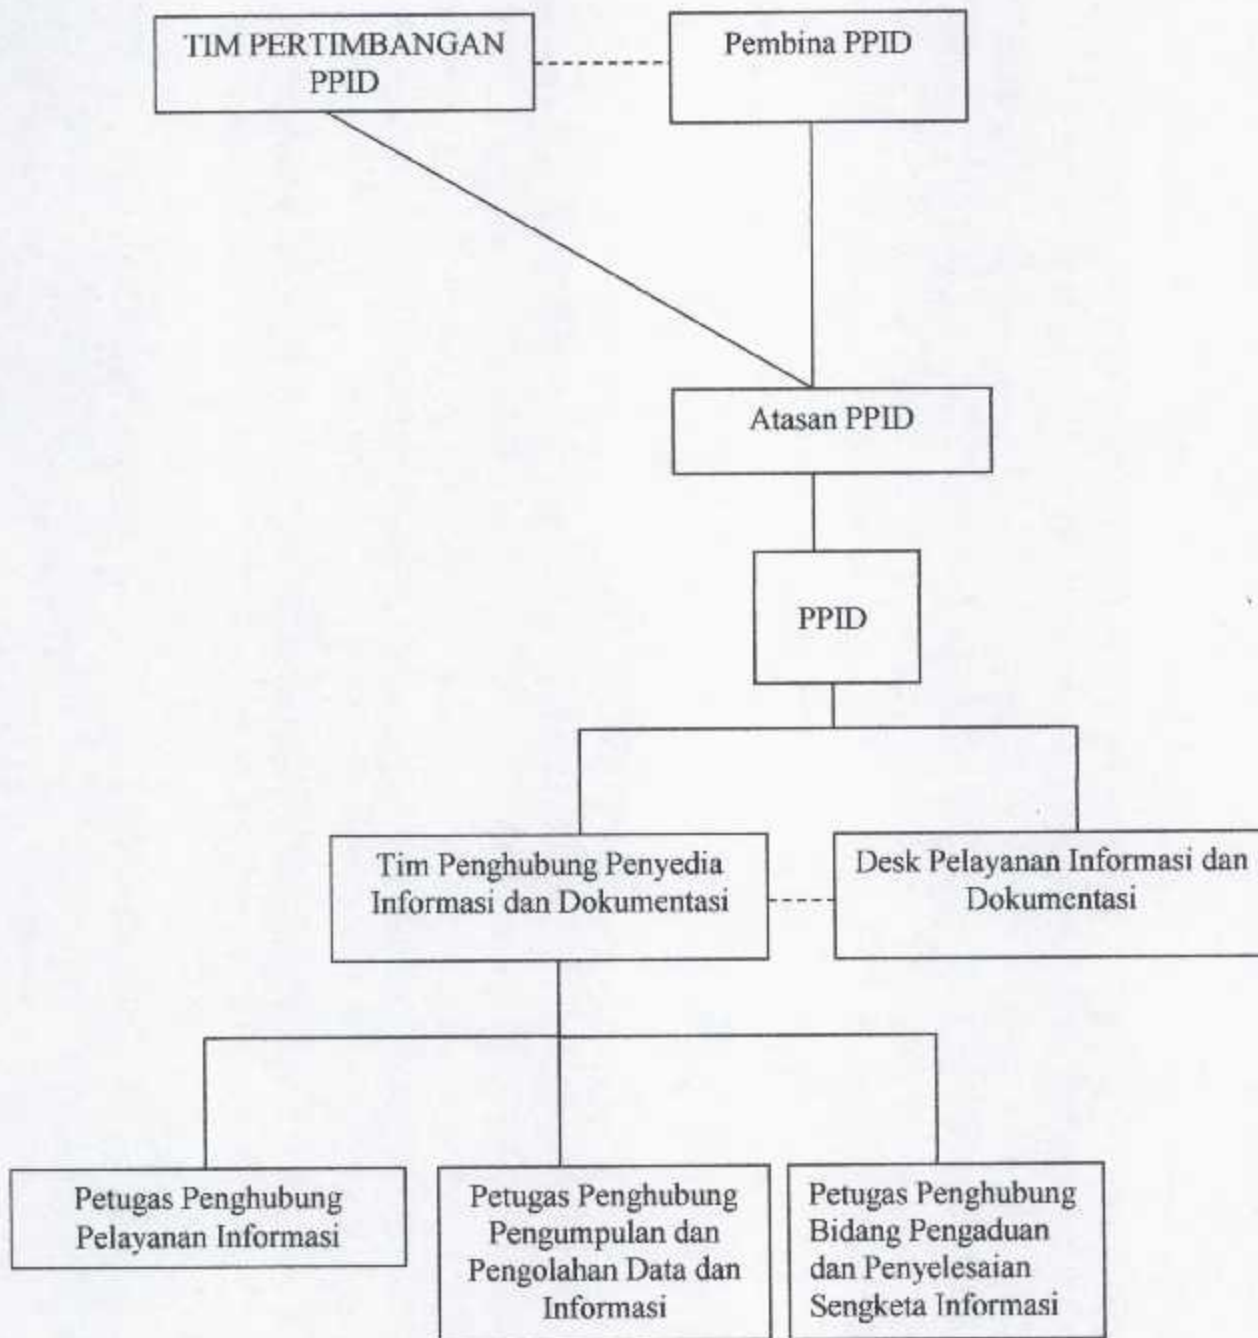 TIM PERTIMBANGAN
PPID
Pembina PPID
Atasan PPID
PPID
Tim Penghubung Penyedia
Informasi dan Dokumentasi
Desk Pelayanan Informasi dan
Dokumentasi
Petugas Penghubung
Pelayanan Informasi
Petugas Penghubung
Pengumpulan dan
Pengolahan Data dan
Informasi
Petugas Penghubung
Bidang Pengaduan
dan Penyelesaian
Sengketa Informasi